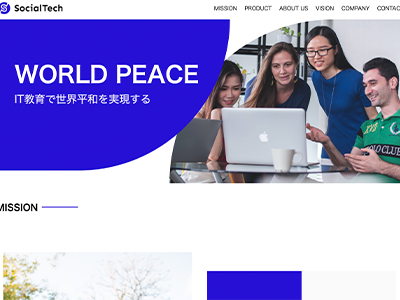 SocialTech
MISSION PRODUCT ABOUT US VISION COMPANY CONTAC
WORLD PEACE
IT教育で世界平和を実現する
POLO CLUB
MISSION